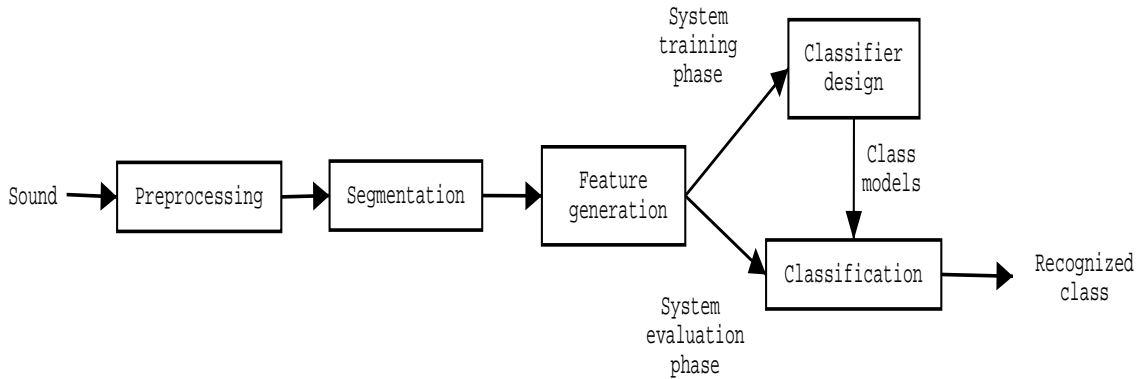 Sound
Preprocessing
Segmentation
Feature
generation
System
training
phase
Classifier
design
Class
models
System
evaluation
phase
Classification
Recognized
class